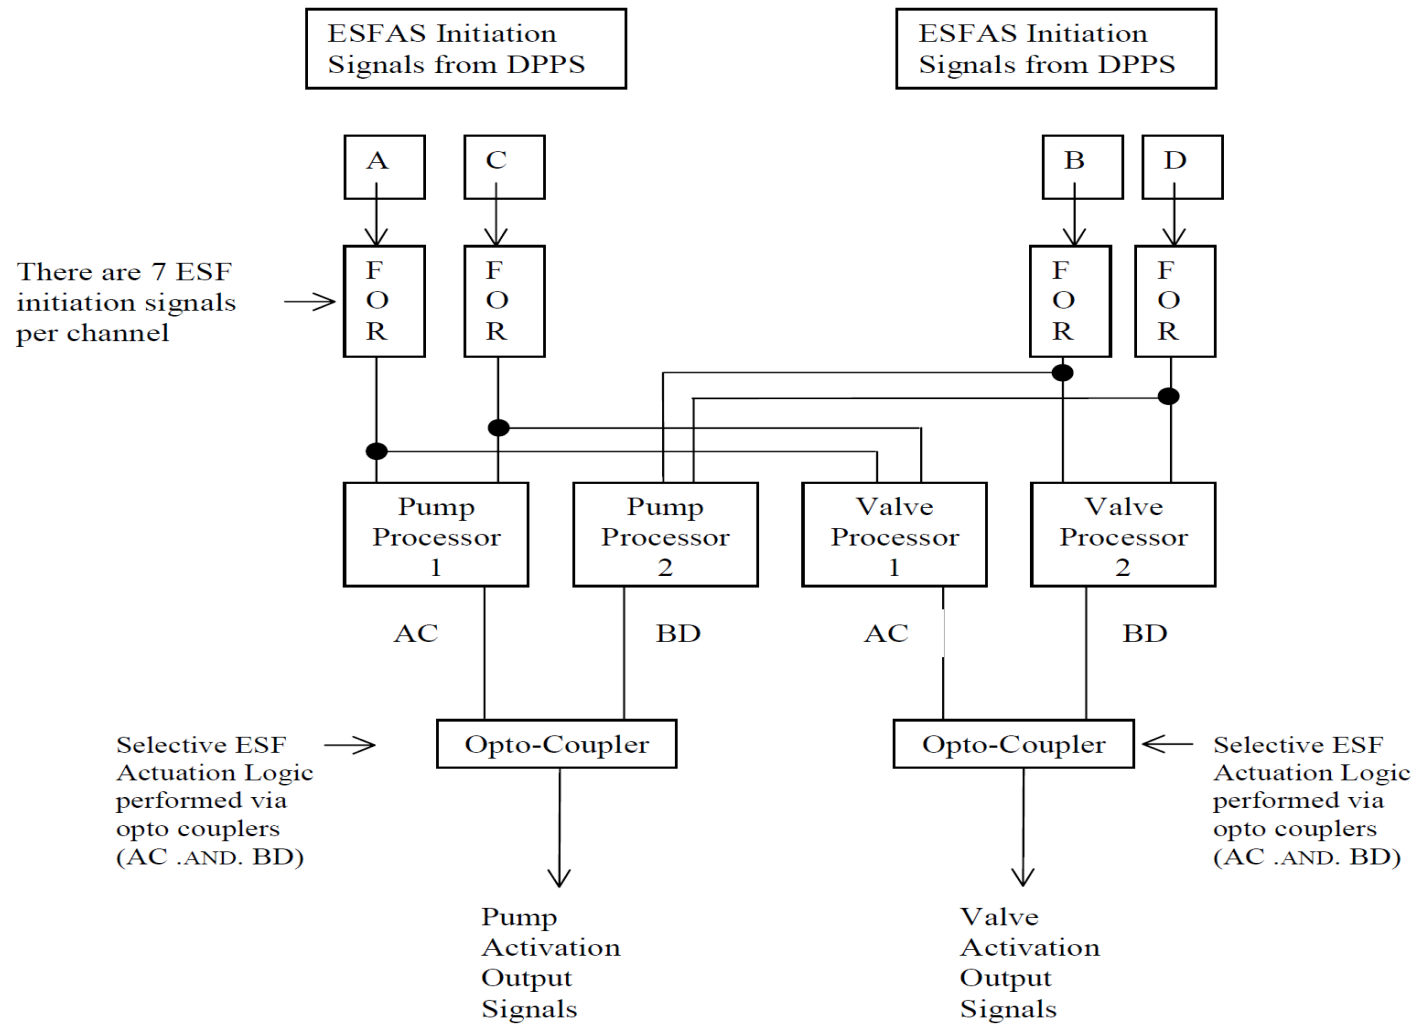 ESFAS Initiation
Signals from DPPS
ESFAS Initiation
Signals from DPPS
A
C
B
D
There are 7 ESF
initiation signals
per channel
F
O
R
F
O
R
F
O
R
F
O
R
Pump
Processor
1
Pump
Processor
2
Valve
Processor
1
Valve
Processor
2
AC
BD
AC
BD
Selective ESF
Actuation Logic
performed via
opto couplers
(AC .AND. BD)
Opto-Coupler
Opto-Coupler
Selective ESF
Actuation Logic
performed via
opto couplers
(AC .AND. BD)
Pump
Activation
Output
Signals
Valve
Activation
Output
Signals